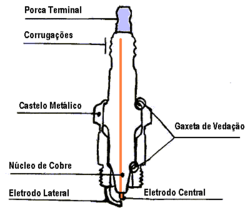 Porca Terminal
Corrugações
Castelo Metálico
Gaxeta de Vedação
Núcleo de Cobre
Eletrodo Lateral
Eletrodo Central